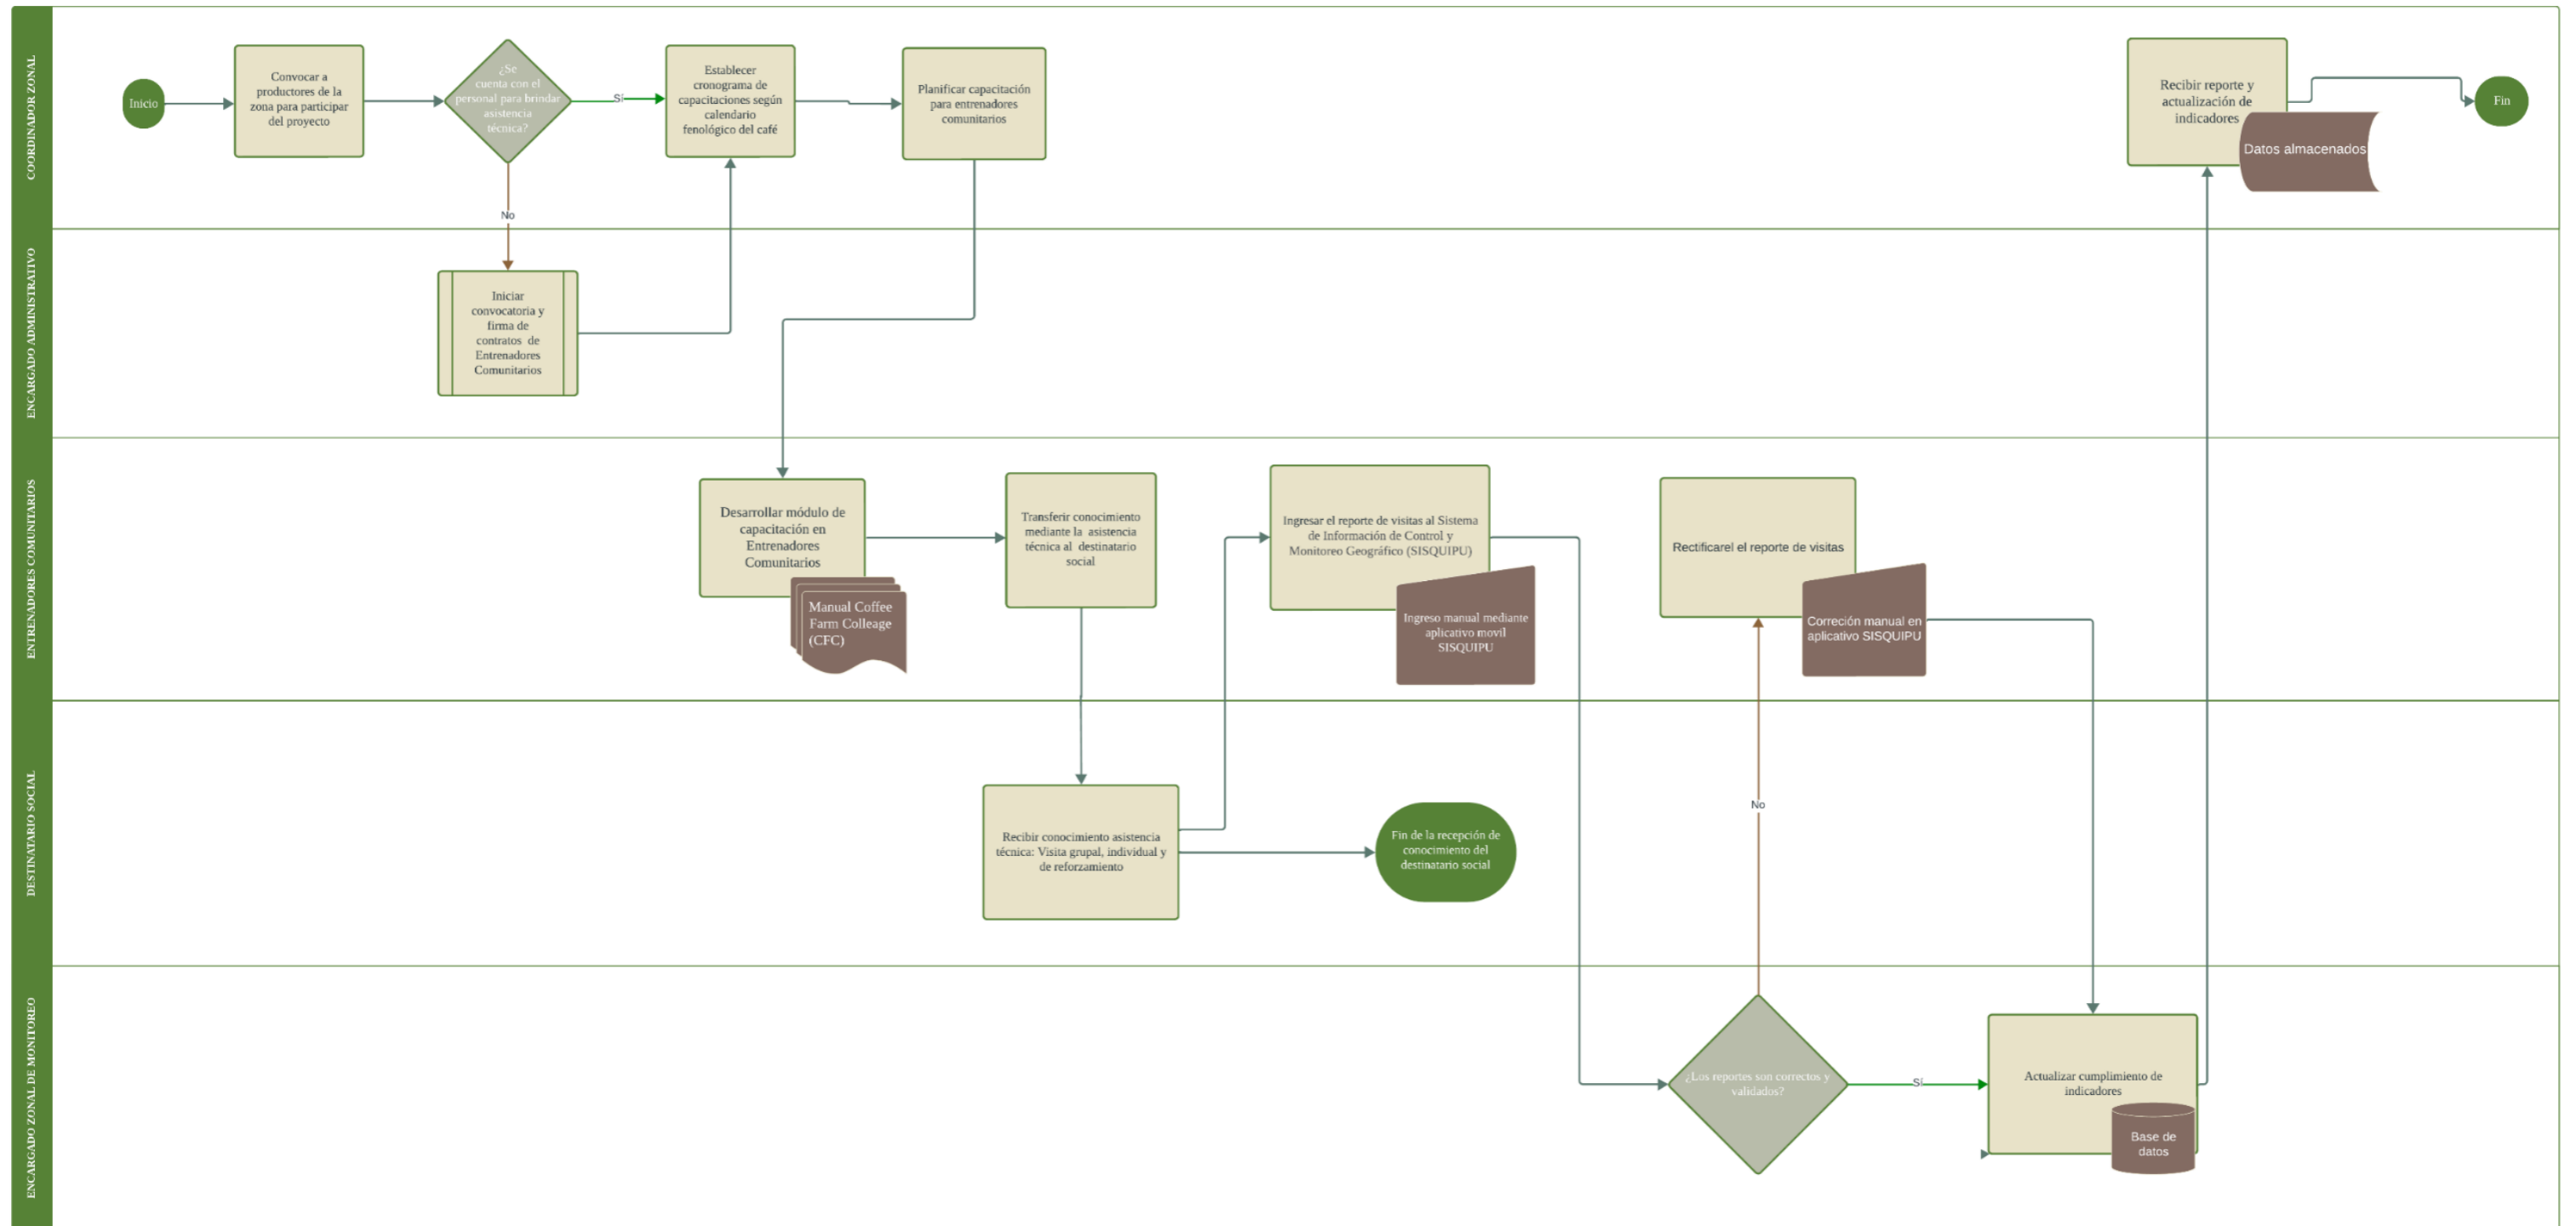 COORDINADOR ZONAL
Inicio
Convocar a
productores de la
zona para participar
del proyecto
¿Se
cuenta con el
personal para brindar
asistencia
técnica?
Sí
No
Establecer
cronograma de
capacitaciones según
calendario
fenológico del café
Planificar capacitación
para entrenadores
comunitarios
Recibir reporte y
actualización de
indicadores
Datos almacenados
Fin
ENCARGADO ADMINISTRATIVO
Iniciar
convocatoria y
firma de
contratos de
Entrenadores
Comunitarios
ENTRENADORES COMUNITARIOS
Desarrollar módulo de
capacitación en
Entrenadores
Comunitarios
Manual Coffee
Farm Colleage
(CFC)
Transferir conocimiento
mediante la asistencia
técnica al destinatario
social
Ingresar el reporte de visitas al Sistema
de Información de Control y
Monitoreo Geográfico (SISQUIPU)
Ingreso manual mediante
aplicativo movil
SISQUIPU
Rectificarel el reporte de visitas
Correción manual en
aplicativo SISQUIPU
DESTINATARIO SOCIAL
Recibir conocimiento asistencia
técnica: Visita grupal, individual y
de reforzamiento
Fin de la recepción de
conocimiento del
destinatario social
No
ENCARGADO ZONAL DE MONITOREO
¿Los reportes son correctos y
validados?
Sí
Actualizar cumplimiento de
indicadores
Base de
datos